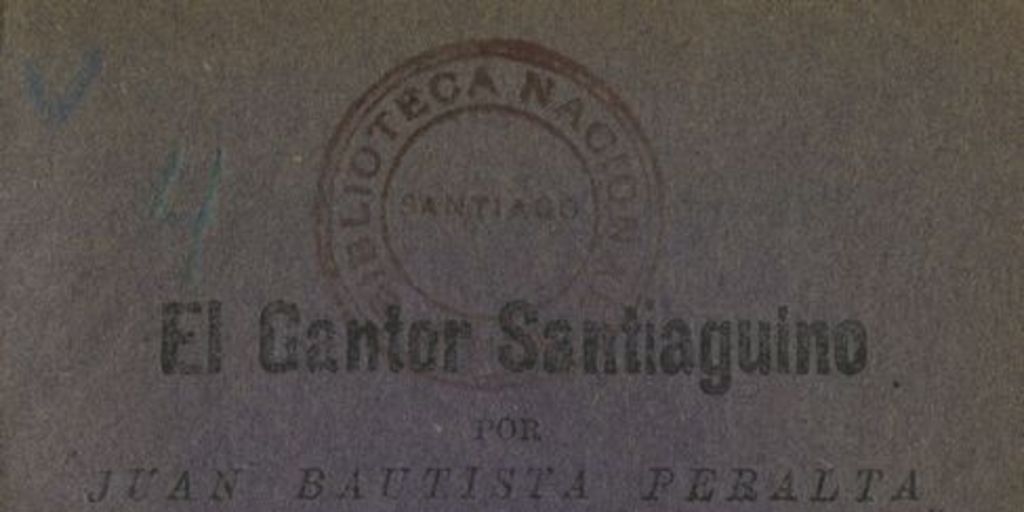 BIBLIOTECA NACIONAL
SANTIAGO
El Cantor Santiaguino
POR
JUAN BAUTISTA PERALTA